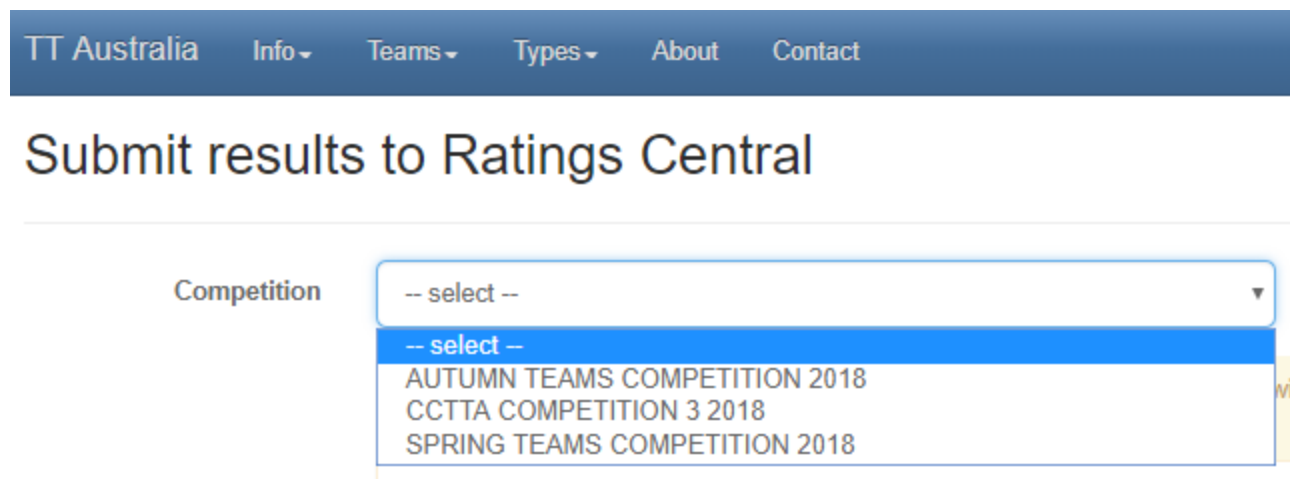 TT Australia Info Teams Types About Contact
Submit results to Ratings Central
Competition -- select --
-- select --
AUTUMN TEAMS COMPETITION 2018
CCTTA COMPETITION 3 2018
SPRING TEAMS COMPETITION 2018